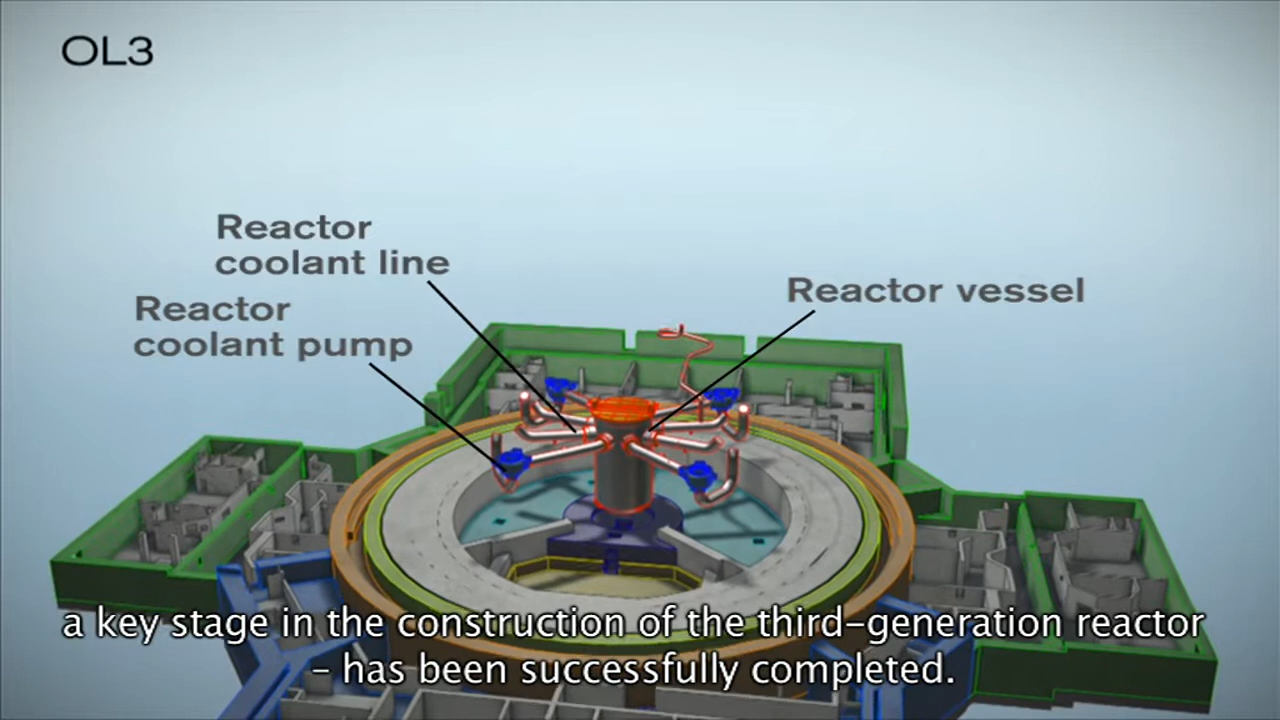 OL3
Reactor
coolant line
Reactor
coolant pump
Reactor vessel
a key stage in the construction of the third-generation reactor
- has been successfully completed.